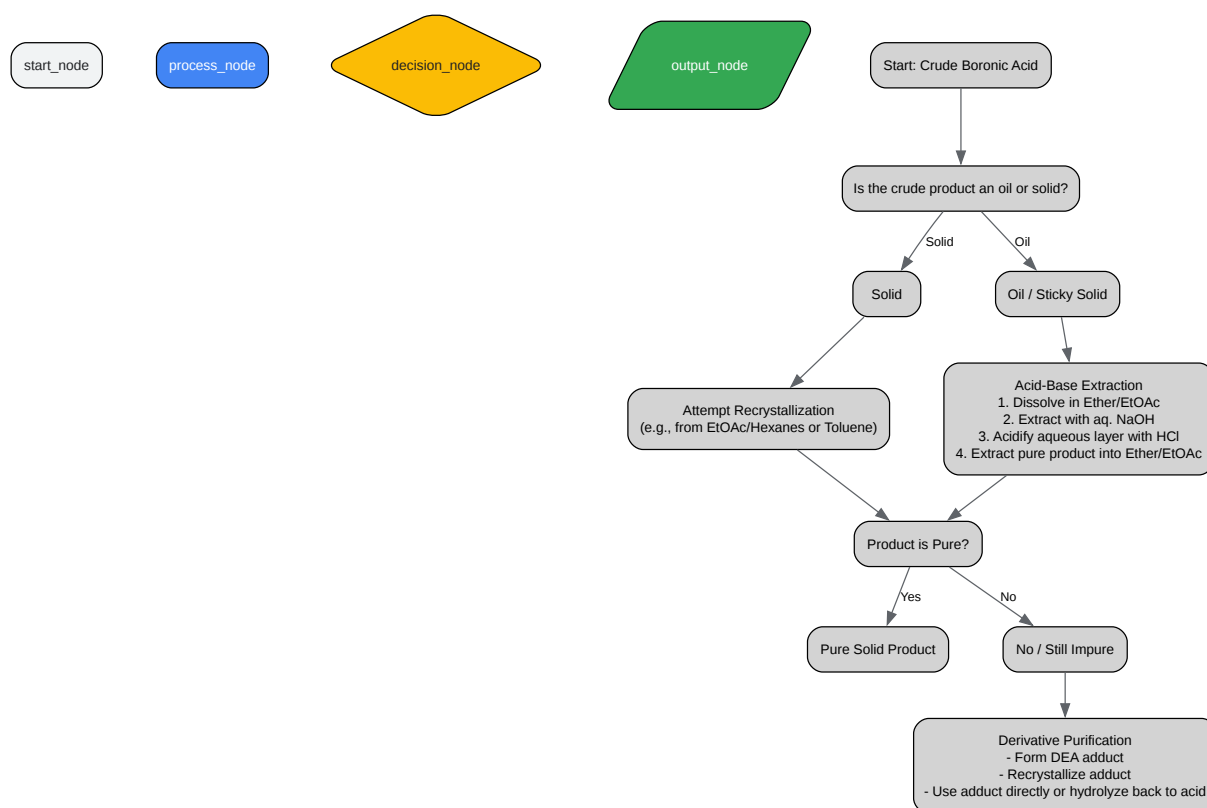 start_node
process_node
decision_node
output_node
Start: Crude Boronic Acid
Is the crude product an oil or solid?
Solid
Oil
Solid
Oil / Sticky Solid
Attempt Recrystallization
(e.g., from EtOAc/Hexanes or Toluene)
Acid-Base Extraction
1. Dissolve in Ether/EtOAc
2. Extract with aq. NaOH
3. Acidify aqueous layer with HCl
4. Extract pure product into Ether/EtOAc
Product is Pure?
Yes
No
Pure Solid Product
No / Still Impure
Derivative Purification
- Form DEA adduct
- Recrystallize adduct
- Use adduct directly or hydrolyze back to acid